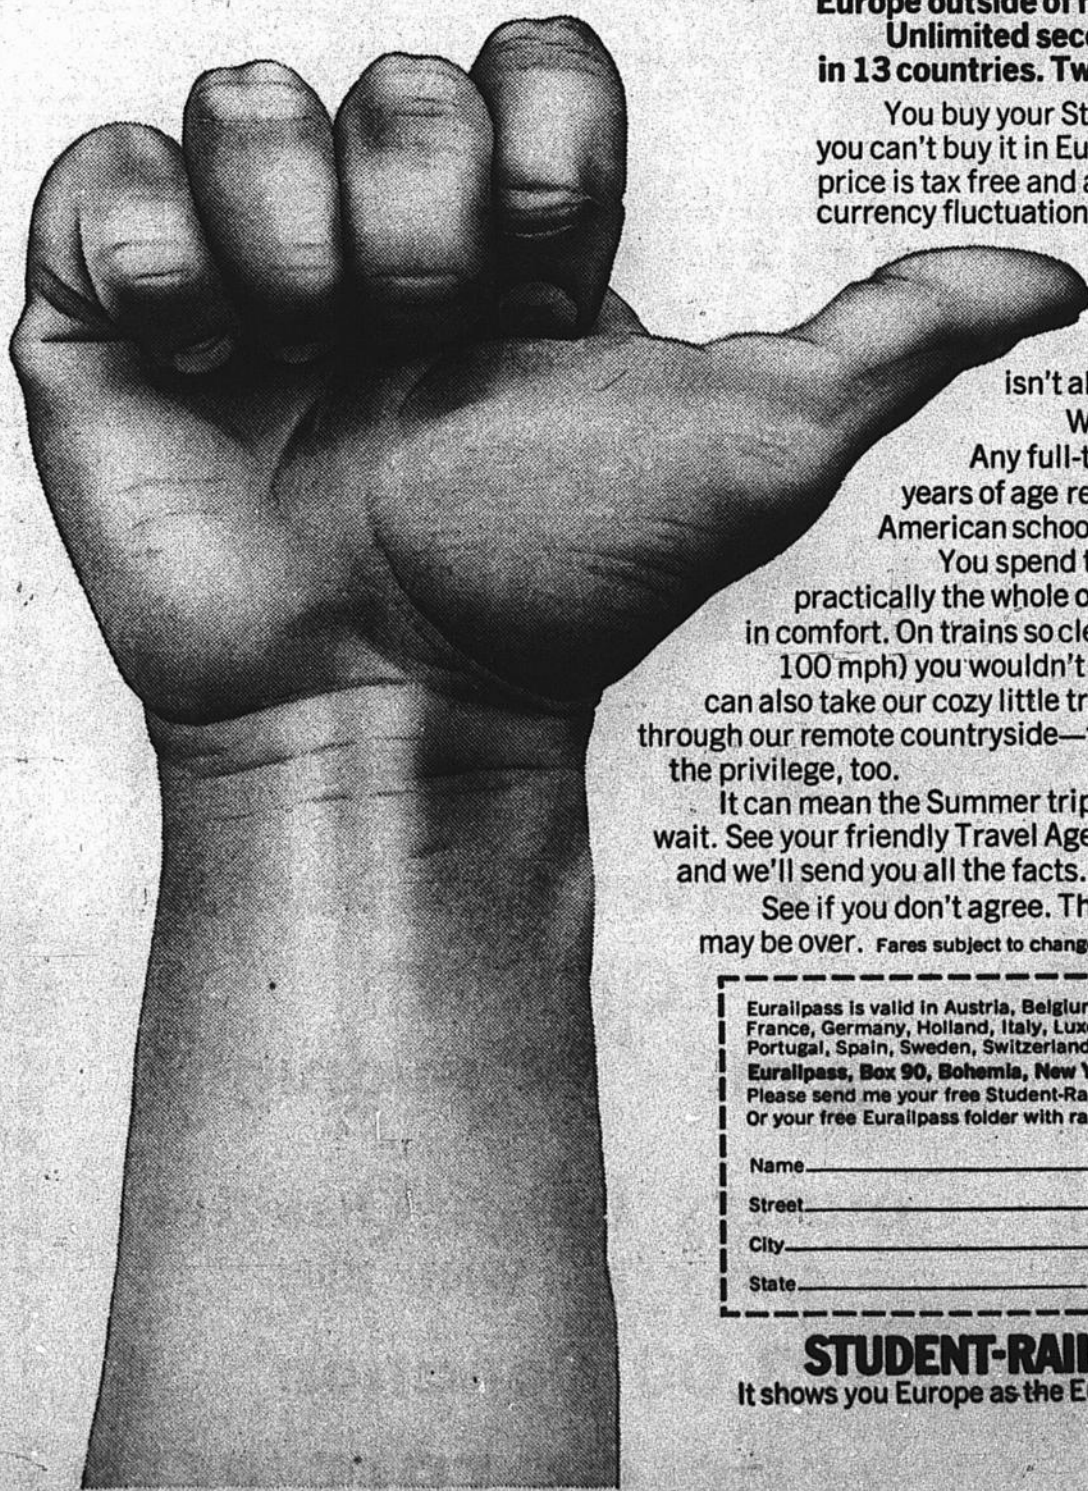 Europe outside of
Unlimited seco
in 13 countries. Tw
You buy your St
you can't buy it in Eu
price is tax free and a
currency fluctuation
isn't al
W
Any full-t
years of age re
American schoo
You spend t
practically the whole o
in comfort. On trains so cle
100 mph) you wouldn't
can also take our cozy little tr
through our remote countryside—
the privilege, too.
It can mean the Summer trip
wait. See your friendly Travel Age
and we'll send you all the facts.
See if you don't agree. Th
may be over. Fares subject to chang
Eurailpass is valid in Austria, Belgium
France, Germany, Holland, Italy, Lux
Portugal, Spain, Sweden, Switzerland
Eurailpass, Box 90, Bohemia, New Y
Please send me your free Student-Ra
Or your free Eurailpass folder with ra
Name
Street
City
State
STUDENT-RAI
It shows you Europe as the E